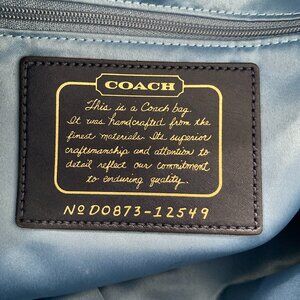 COACH
This is a Coach bag.
It was handcrafted from the
finest materials. Its superior
craftsmanship and attention to
detail reflect our commitment
to enduring quality.
Nº D0873-12549